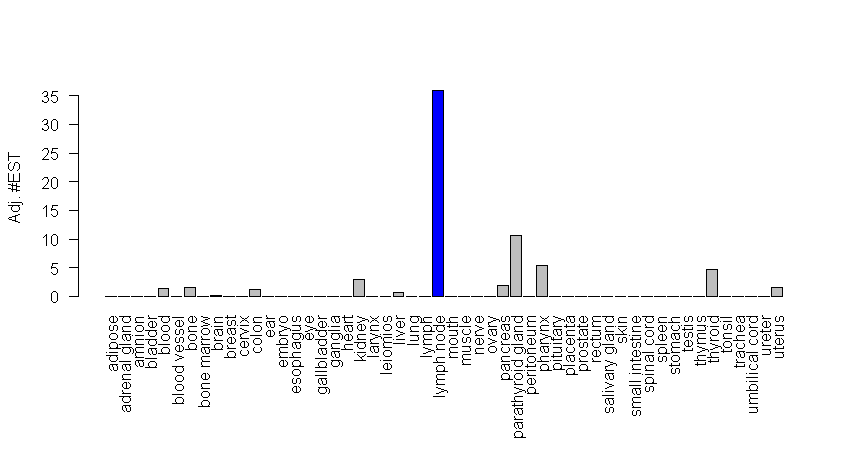 Adj. #EST
35
30
25
20
15
10
5
0
adipose
adrenal gland
amnion
bladder
blood
blood vessel
bone
bone marrow
brain
breast
cervix
colon
ear
embryo
esophagus
eye
gallbladder
ganglia
heart
kidney
larynx
leiomios
liver
lung
lymph
lymph node
mouth
muscle
nerve
ovary
pancreas
parathyroid gland
peritoneum
pharynx
pituitary
placenta
prostate
rectum
salivary gland
skin
small intestine
spinal cord
spleen
stomach
testis
thymus
thyroid
tonsil
trachea
umbilical cord
ureter
uterus